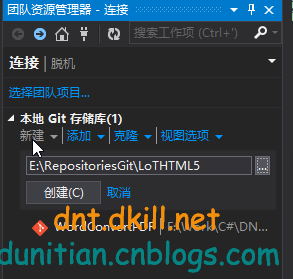 团队资源管理器 - 连接
搜索工作项 (Ctrl+')
连接 | 脱机
选择团队项目...
本地 Git 存储库(1)
新建 | 添加 | 克隆 | 视图选项
E:\RepositoriesGit\LoTHTML5 ...
创建(C) 取消
dnt.dkill.net
WordConvertPDF | E:\Work\C#\DN...
dunitian.cnblogs.com